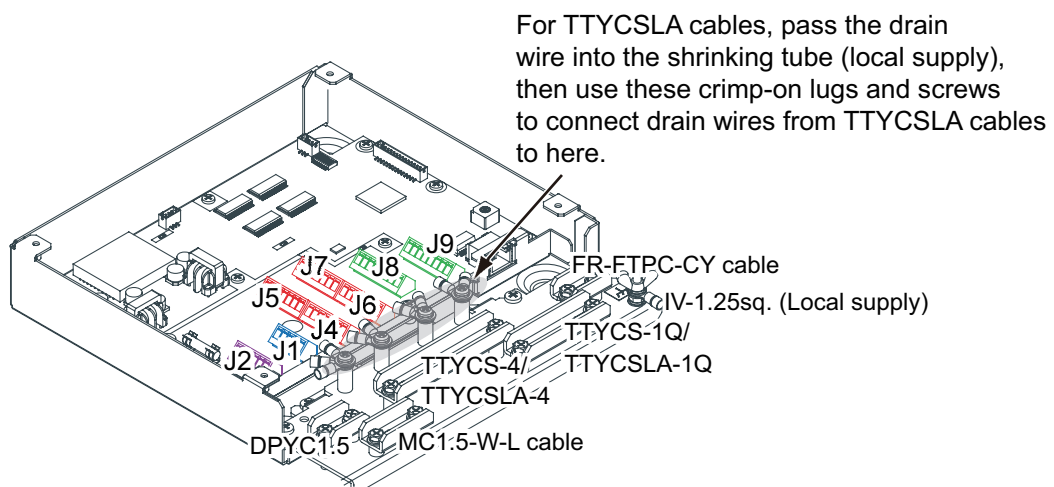 For TTYCSLA cables, pass the drain
wire into the shrinking tube (local supply),
then use these crimp-on lugs and screws
to connect drain wires from TTYCSLA cables
to here.
J9
J8
J7
J6
J5
J4
J1
J2
FR-FTPC-CY cable
IV-1.25sq. (Local supply)
TTYCS-1Q/
TTYCSLA-1Q
TTYCS-4/
TTYCSLA-4
DPYC1.5
MC1.5-W-L cable